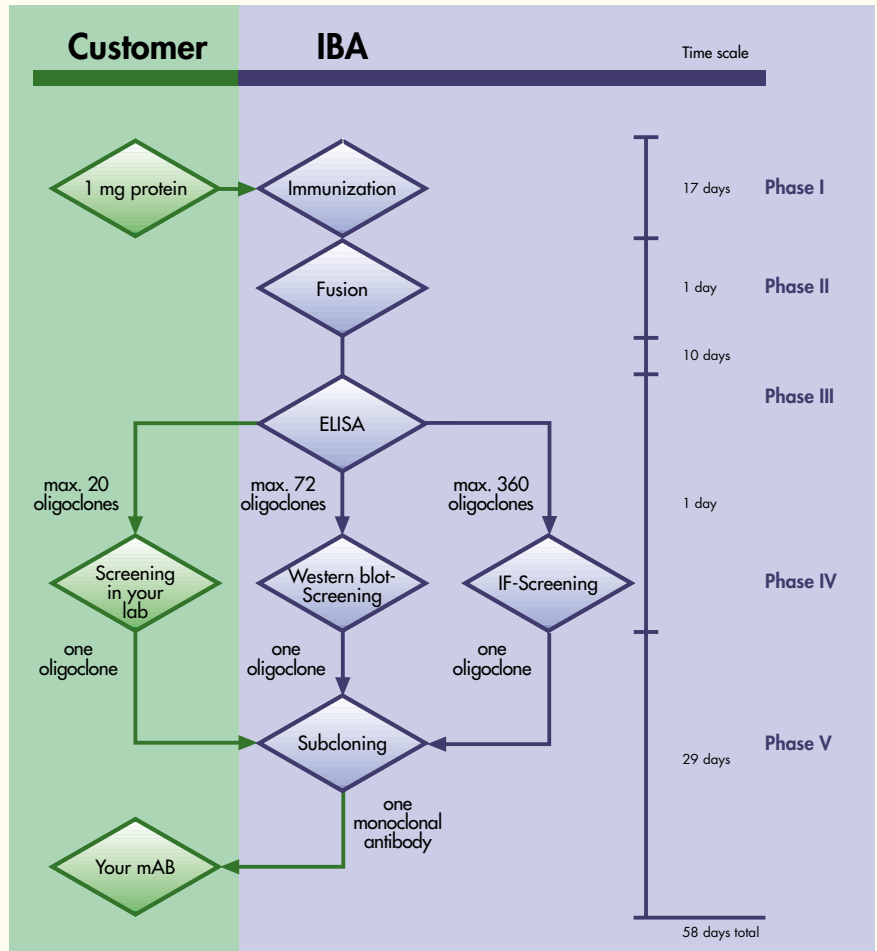 Customer
IBA
Time scale
1 mg protein
Immunization
17 days
Phase I
Fusion
1 day
Phase II
10 days
Phase III
ELISA
max. 20
oligoclones
max. 72
oligoclones
max. 360
oligoclones
1 day
Screening
in your
lab
Western blot-
Screening
IF-Screening
Phase IV
one
oligoclone
one
oligoclone
one
oligoclone
Subcloning
Phase V
29 days
one
monoclonal
antibody
Your mAB
58 days total